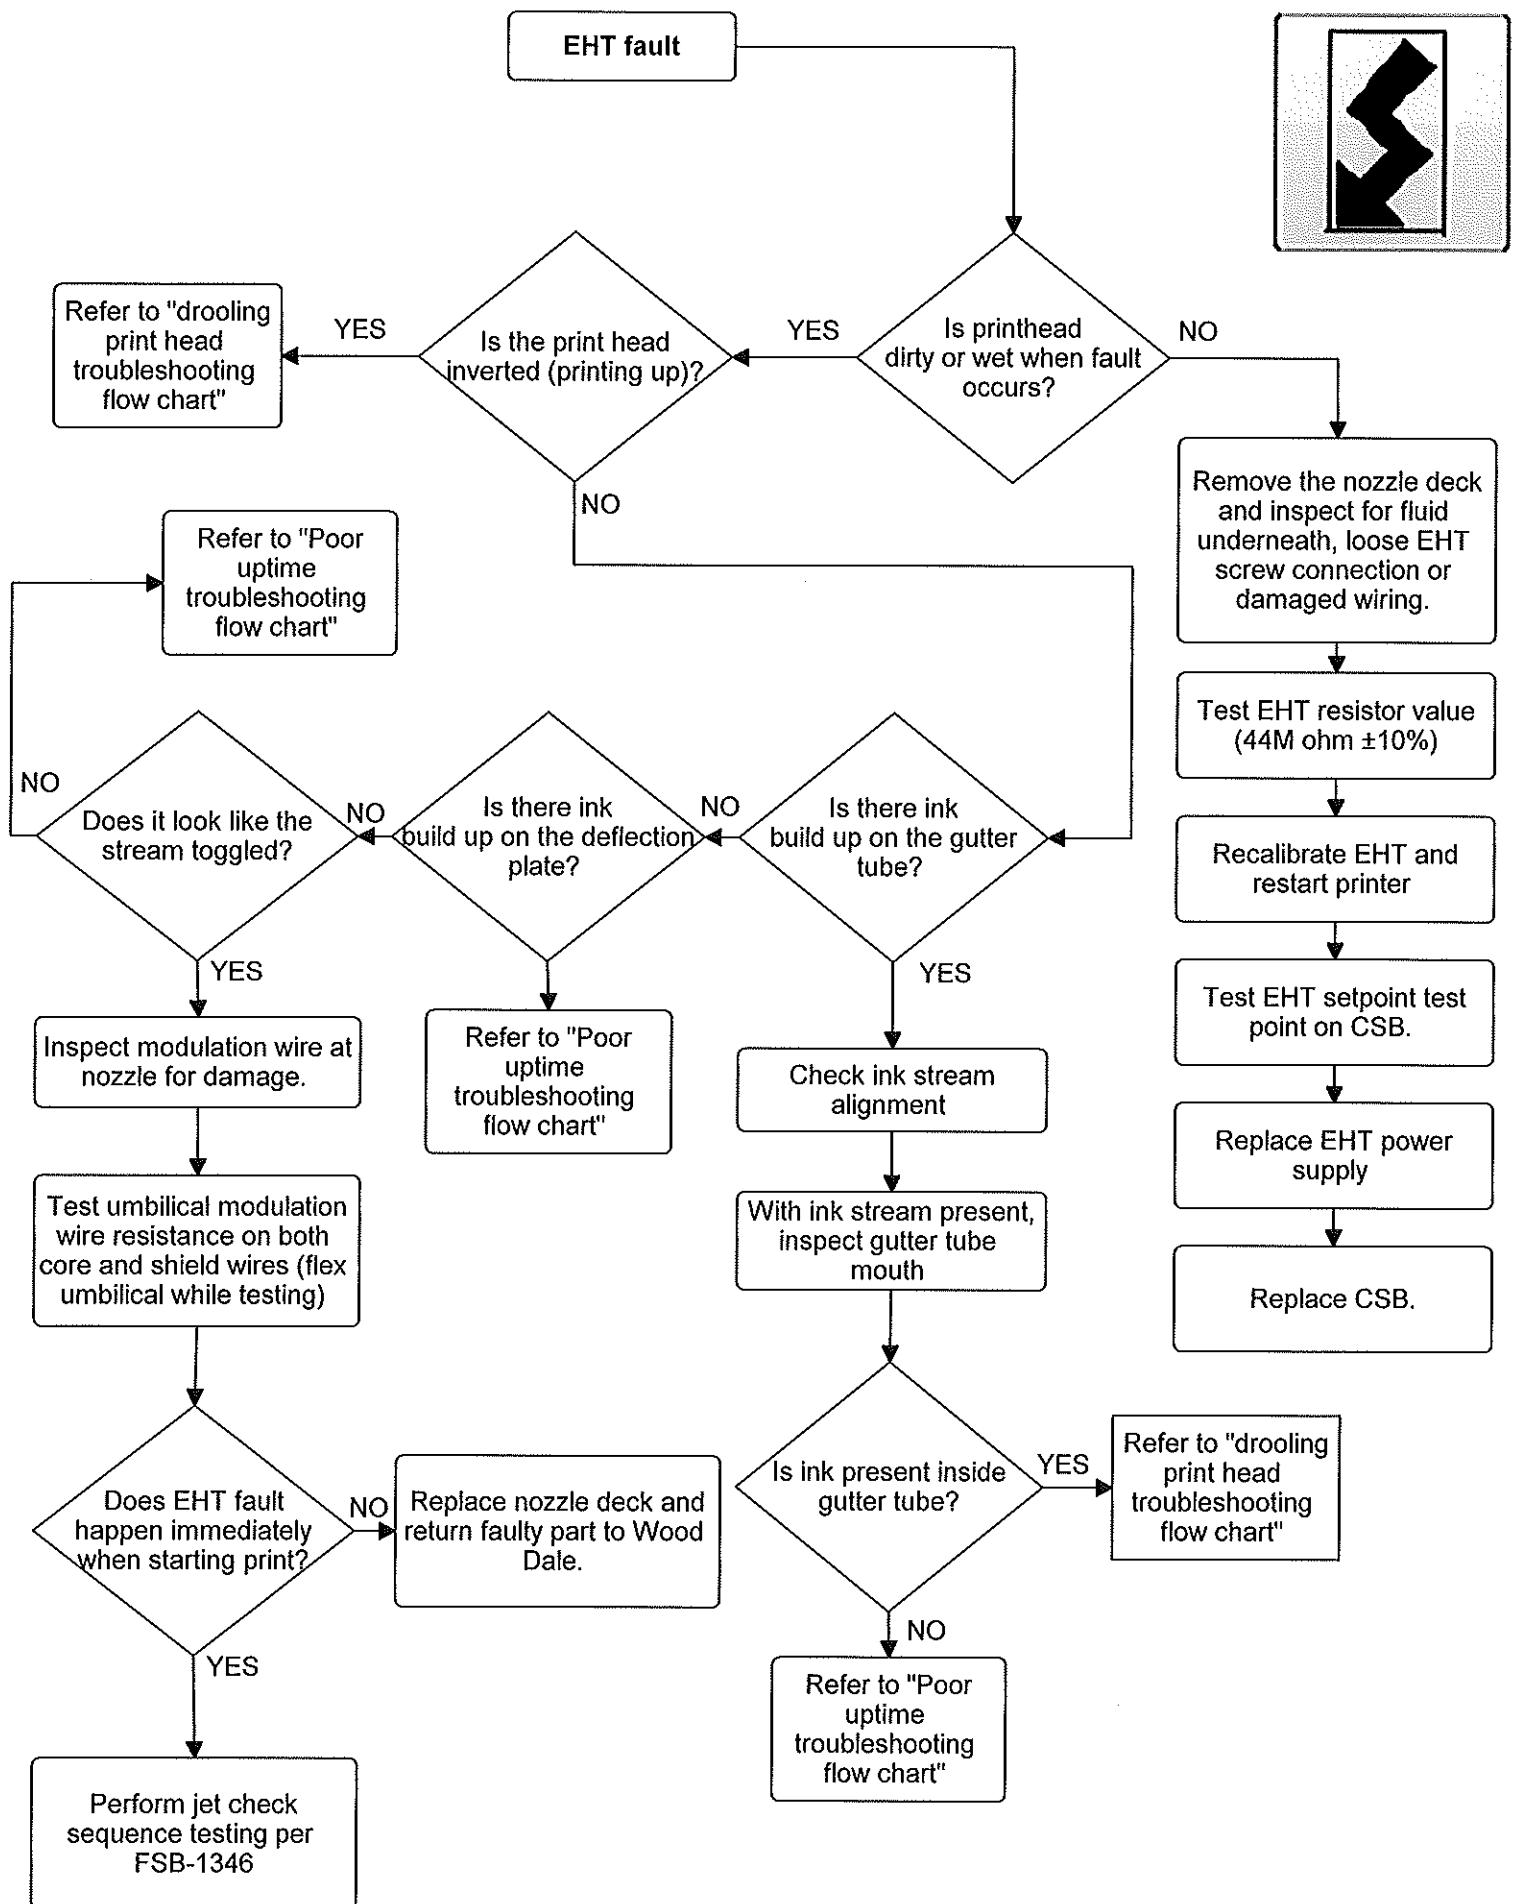 EHT fault
Is printhead
dirty or wet when fault
occurs?
YES
NO
Is the print head
inverted (printing up)?
YES
NO
Refer to "drooling
print head
troubleshooting
flow chart"
Remove the nozzle deck
and inspect for fluid
underneath, loose EHT
screw connection or
damaged wiring.
Test EHT resistor value
(44M ohm ±10%)
Recalibrate EHT and
restart printer
Test EHT setpoint test
point on CSB.
Replace EHT power
supply
Replace CSB.
Refer to "Poor
uptime
troubleshooting
flow chart"
NO
Does it look like the
stream toggled?
NO
Is there ink
build up on the deflection
plate?
NO
Is there ink
build up on the gutter
tube?
YES
YES
Inspect modulation wire at
nozzle for damage.
Refer to "Poor
uptime
troubleshooting
flow chart"
Check ink stream
alignment
Test umbilical modulation
wire resistance on both
core and shield wires (flex
umbilical while testing)
With ink stream present,
inspect gutter tube
mouth
Does EHT fault
happen immediately
when starting print?
NO
Replace nozzle deck and
return faulty part to Wood
Dale.
Is ink present inside
gutter tube?
YES
Refer to "drooling
print head
troubleshooting
flow chart"
YES
NO
Refer to "Poor
uptime
troubleshooting
flow chart"
Perform jet check
sequence testing per
FSB-1346